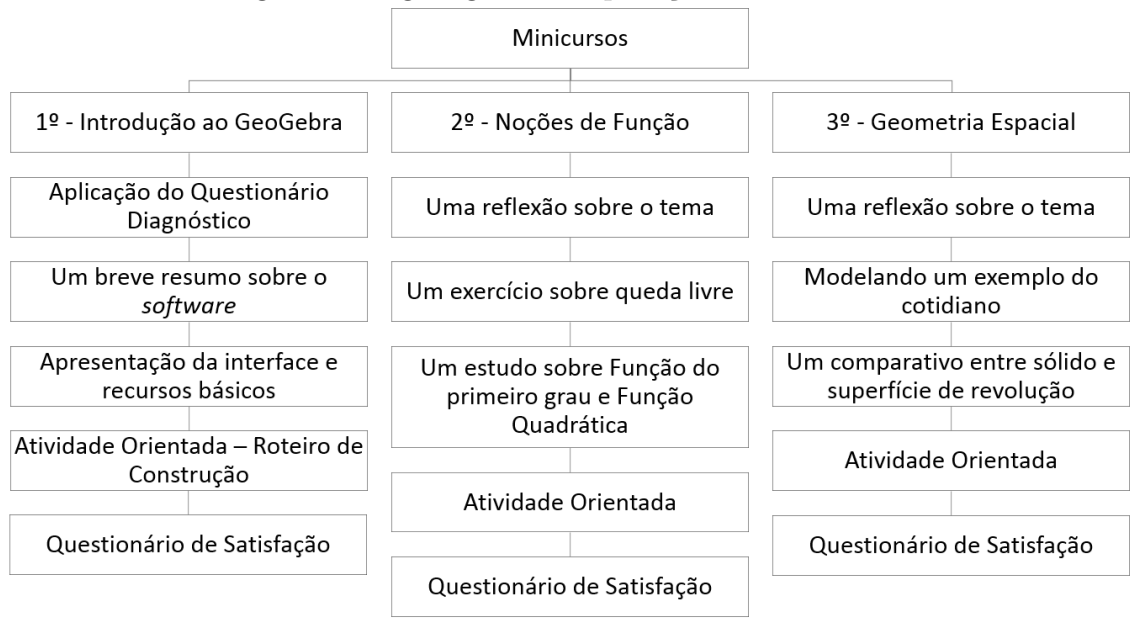 Minicursos
1º - Introdução ao GeoGebra
Aplicação do Questionário
Diagnóstico
Um breve resumo sobre o
software
Apresentação da interface e
recursos básicos
Atividade Orientada – Roteiro de
Construção
Questionário de Satisfação
2º - Noções de Função
Uma reflexão sobre o tema
Um exercício sobre queda livre
Um estudo sobre Função do
primeiro grau e Função
Quadrática
Atividade Orientada
Questionário de Satisfação
3º - Geometria Espacial
Uma reflexão sobre o tema
Modelando um exemplo do
cotidiano
Um comparativo entre sólido e
superfície de revolução
Atividade Orientada
Questionário de Satisfação